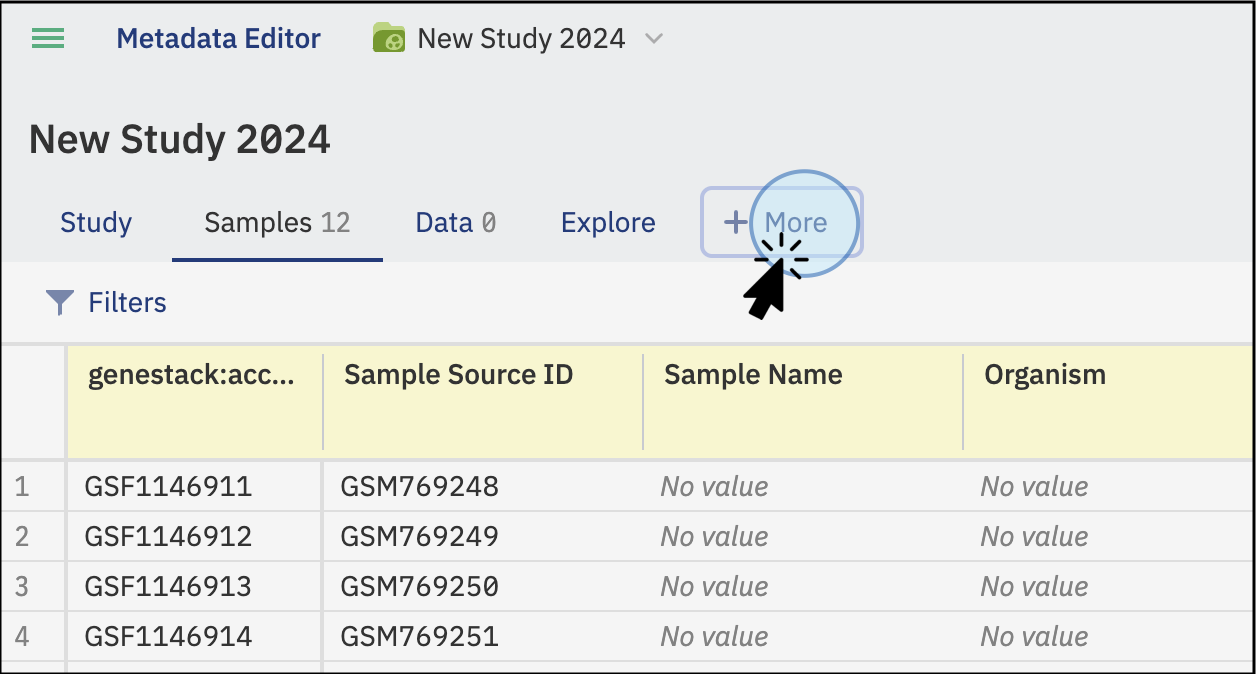 Metadata Editor New Study 2024
New Study 2024
Study Samples 12 Data 0 Explore + More
Filters
genestack:acc... Sample Source ID Sample Name Organism
1 GSF1146911 GSM769248 No value No value
2 GSF1146912 GSM769249 No value No value
3 GSF1146913 GSM769250 No value No value
4 GSF1146914 GSM769251 No value No value